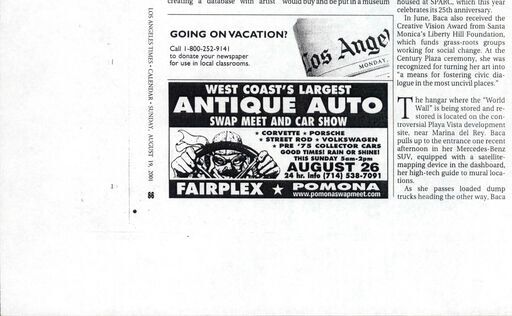 creating a database with artist would buy and be put in a museum
LOS ANGELES TIMES • CALENDAR • SUNDAY, AUGUST 19, 2001
86
GOING ON VACATION?
Call 1-800-252-9141
to donate your newspaper
for use in local classrooms.
Los Angel
MONDAY,
WEST COAST'S LARGEST
ANTIQUE AUTO
SWAP MEET AND CAR SHOW
• CORVETTE • PORSCHE
• STREET ROD • VOLKSWAGEN
• PRE '75 COLLECTOR CARS
GOOD TIMES! RAIN OR SHINE!
THIS SUNDAY 5am-2pm
AUGUST 26
24 hr. info (714) 538-7091
FAIRPLEX ★ POMONA
www.pomonaswapmeet.com
housed at SPARC, which this year
celebrates its 25th anniversary.
In June, Baca also received the
Creative Vision Award from Santa
Monica's Liberty Hill Foundation,
which funds grass-roots groups
working for social change. At the
Century Plaza ceremony, she was
recognized for turning her art into
"a means for fostering civic dia-
logue in the most uncivil places."
The hangar where the "World
Wall" is being stored and re-
stored is located on the con-
troversial Playa Vista development
site, near Marina del Rey. Baca
pulls up to the entrance one recent
afternoon in her Mercedes-Benz
SUV, equipped with a satellite-
mapping device in the dashboard,
her high-tech guide to mural loca-
tions.
As she passes loaded dump
trucks heading the other way, Baca